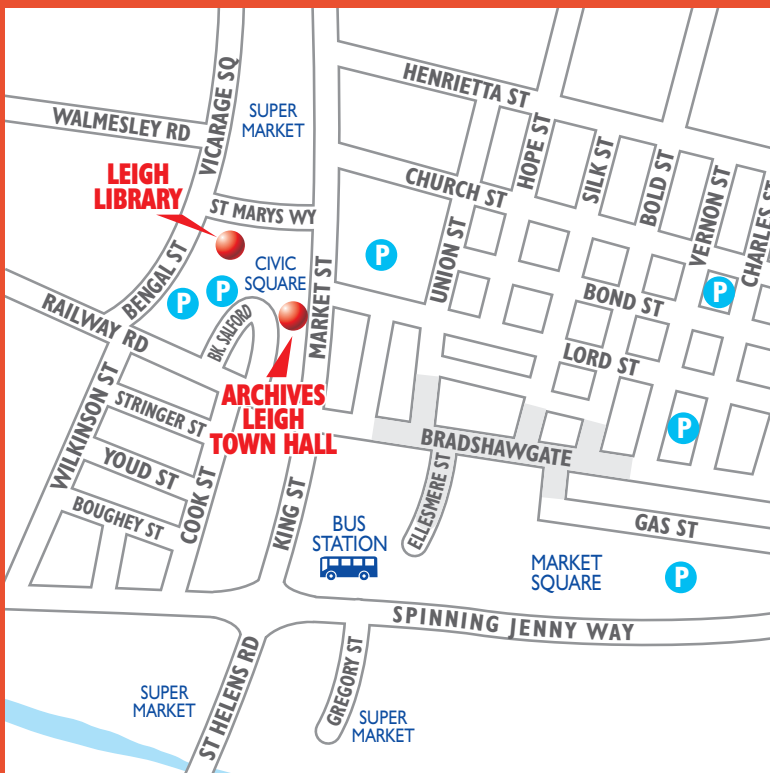 HENRIETTA ST
WALMESLEY RD
VICARAGE SQ
SUPER
MARKET
HOPE ST
SILK ST
BOLD ST
VERNON ST
CHARLES ST
LEIGH
LIBRARY
CHURCH ST
ST MARYS WY
UNION ST
BENGAL ST
CIVIC
SQUARE
MARKET ST
P
P
P
P
BOND ST
RAILWAY RD
BK. SALFORD
LORD ST
ARCHIVES
LEIGH
TOWN HALL
WILKINSON ST
STRINGER ST
P
BRADSHAWGATE
YOUD ST
COOK ST
ELLESMERE ST
KING ST
BOUGHEY ST
BUS
STATION
GAS ST
MARKET
SQUARE
P
SPINNING JENNY WAY
ST HELENS RD
GREGORY ST
SUPER
MARKET
SUPER
MARKET